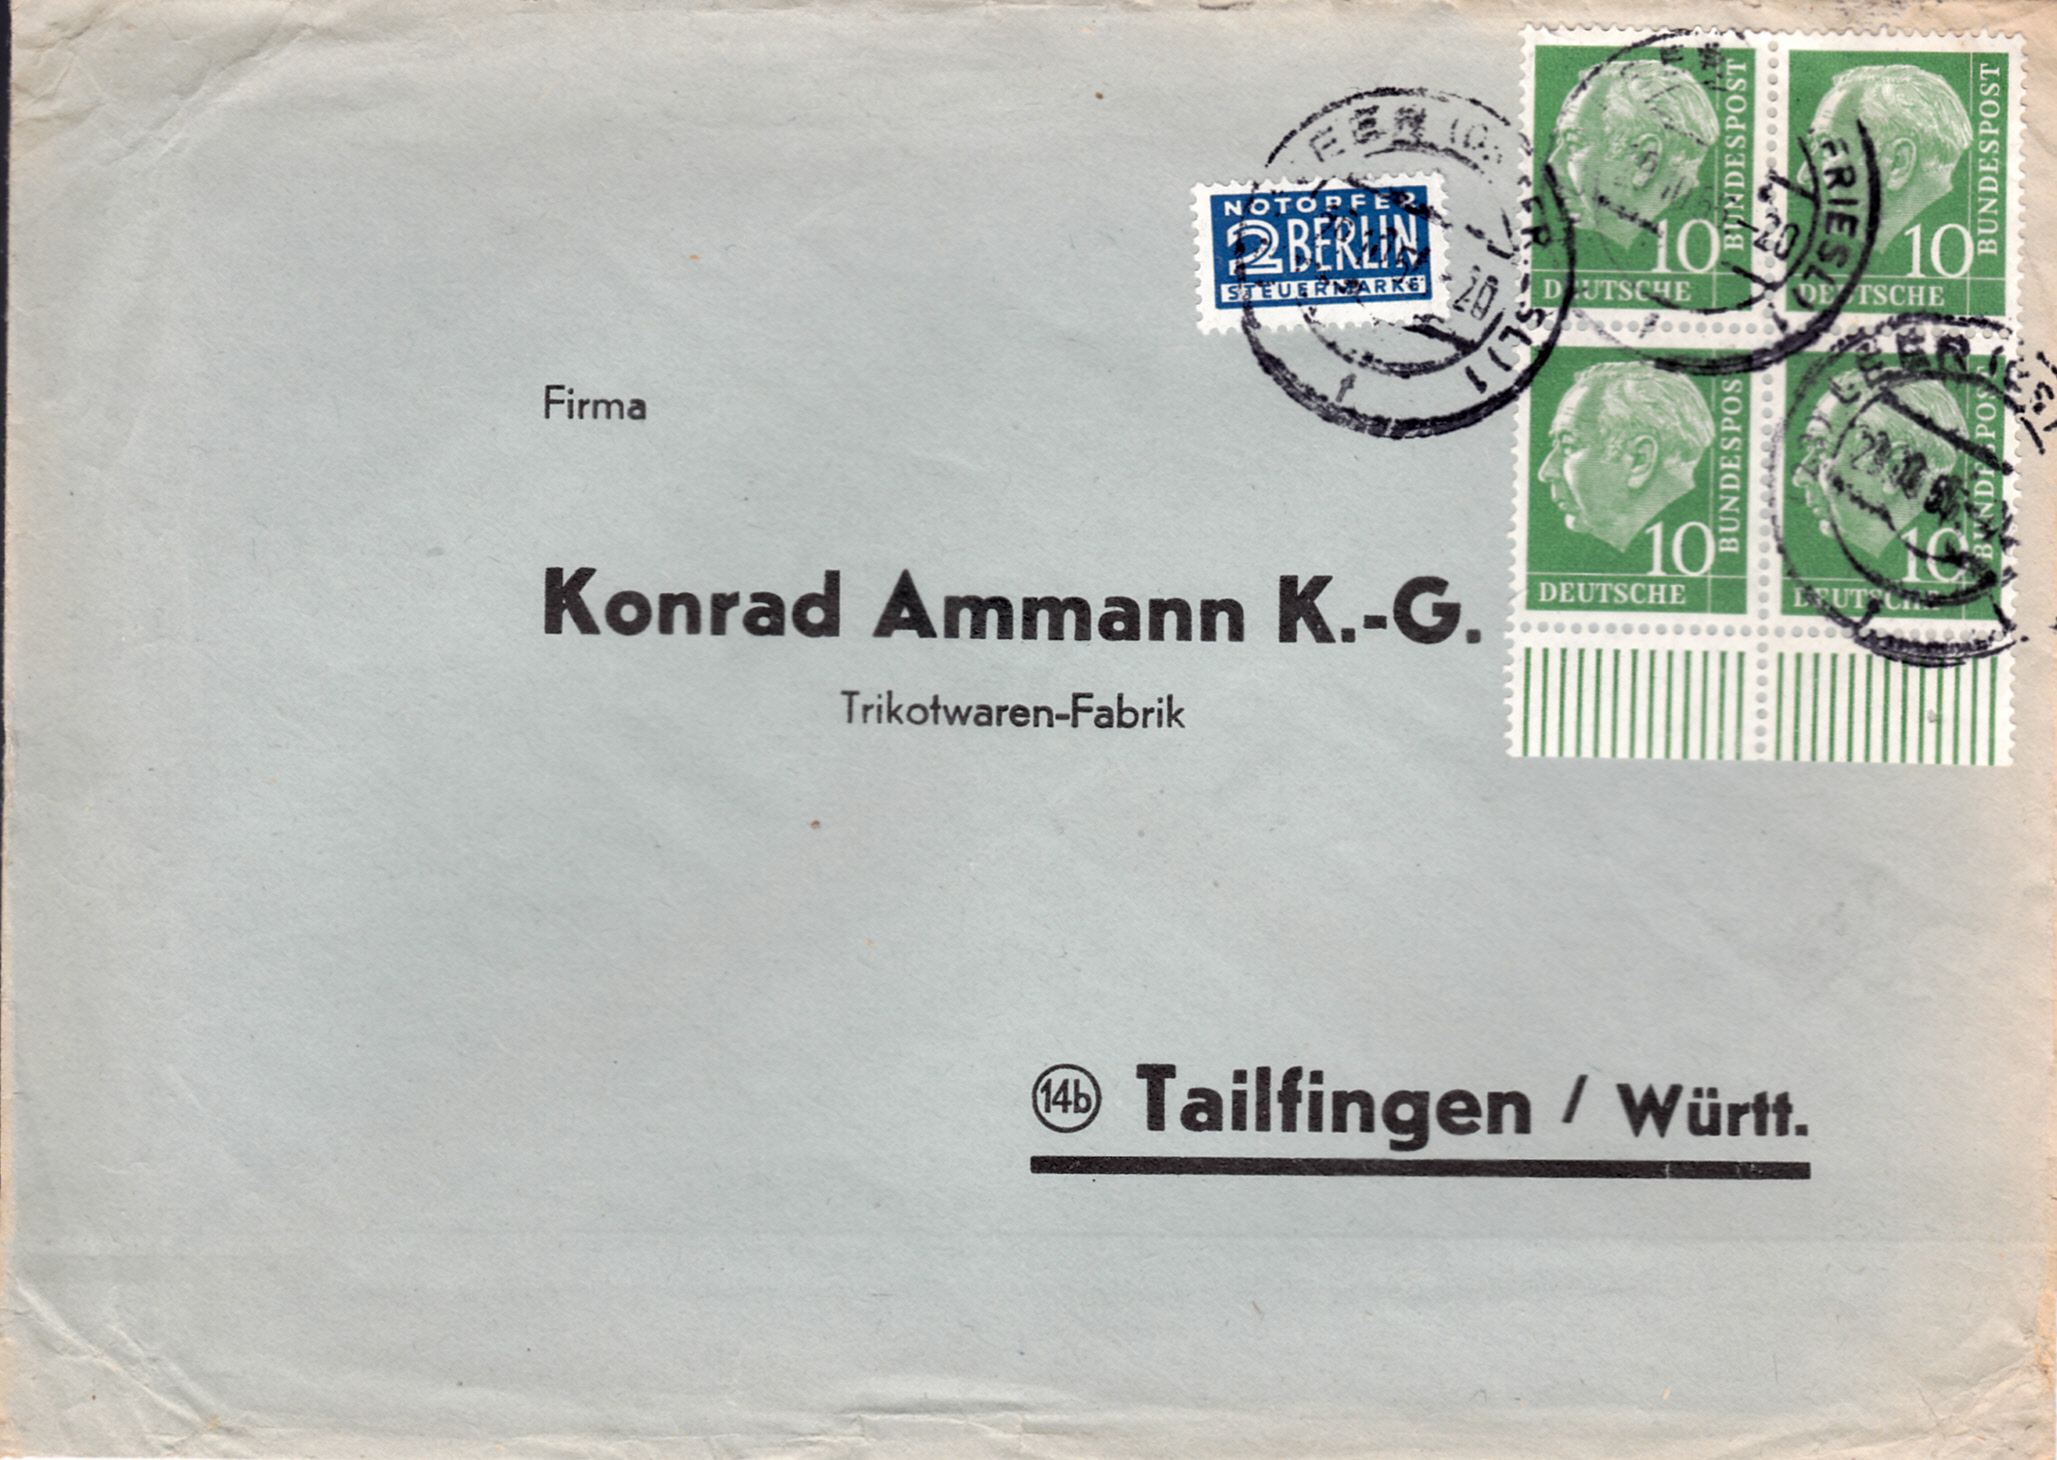 NOTOPFER
2 BERLIN
STEUERMARKE
10
DEUTSCHE
BUNDESPOST
10
DEUTSCHE
BUNDESPOST
10
DEUTSCHE
BUNDESPOST
10
DEUTSCHE
BUNDESPOST
Firma
Konrad Ammann K.-G.
Trikotwaren-Fabrik
14b Tailfingen / Württ.